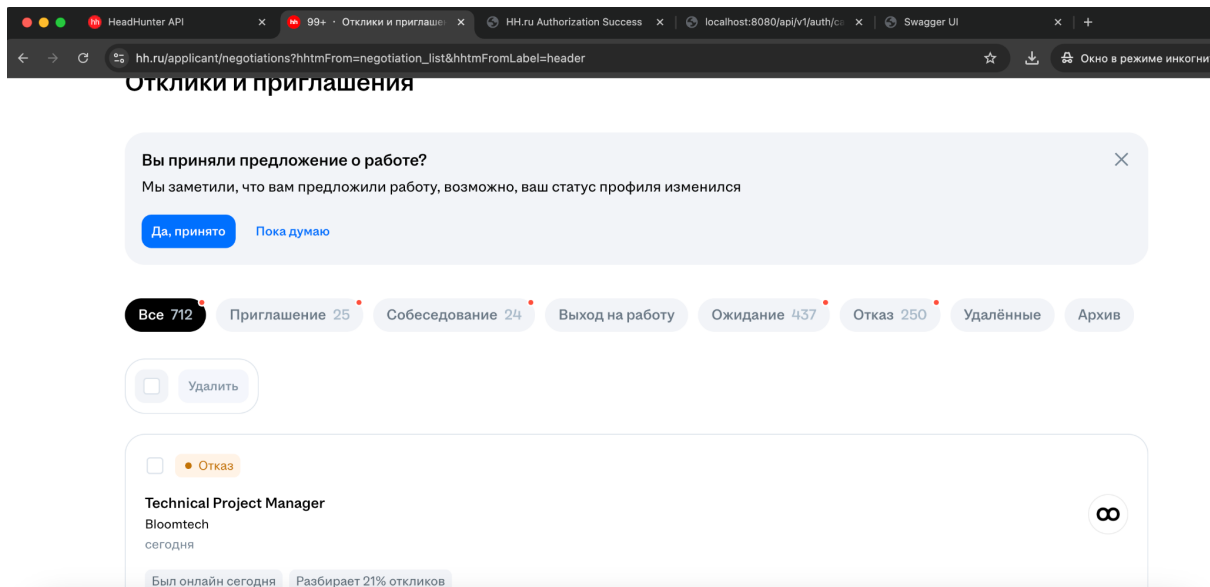 HeadHunter API
99+ · Отклики и приглаше
HH.ru Authorization Success
localhost:8080/api/v1/auth/ca
Swagger UI
hh.ru/applicant/negotiations?hhtmFrom=negotiation_list&hhtmFromLabel=header
Окно в режиме инкогни
Отклики и приглашения
Вы приняли предложение о работе?
Мы заметили, что вам предложили работу, возможно, ваш статус профиля изменился
Да, принято
Пока думаю
Все 712
Приглашение 25
Собеседование 24
Выход на работу
Ожидание 437
Отказ 250
Удалённые
Архив
Удалить
Отказ
Technical Project Manager
Bloomtech
сегодня
Был онлайн сегодня
Разбирает 21% откликов